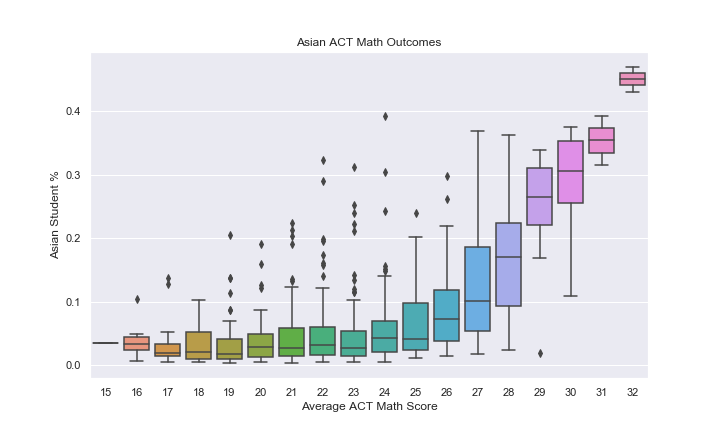 Asian ACT Math Outcomes
Asian Student %
0.4
0.3
0.2
0.1
0.0
15 16 17 18 19 20 21 22 23 24 25 26 27 28 29 30 31 32
Average ACT Math Score